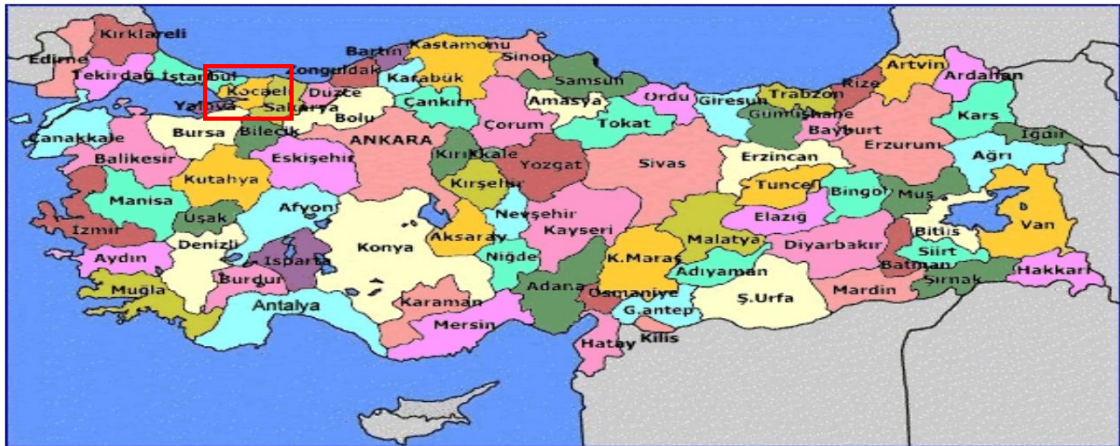 Kırklareli
Edirne
Tekirdağ
İstanbul
Kocaeli
Yalova
Sakarya
Zonguldak
Düzce
Bolu
Bartın
Karabük
Kastamonu
Sinop
Çankırı
Samsun
Amasya
Çorum
Tokat
Ordu
Giresun
Trabzon
Gümüşhane
Rize
Bayburt
Artvin
Ardahan
Kars
Iğdır
Erzurum
Ağrı
Çanakkale
Bursa
Bilecik
Balikesir
Eskişehir
ANKARA
Kırıkkale
Yozgat
Sivas
Erzincan
Kutahya
Kırşehir
Tunceli
Bingöl
Muş
Manisa
Uşak
Afyon
Nevşehir
Kayseri
Malatya
Elazığ
Bitlis
Van
İzmir
Aydın
Denizli
Isparta
Konya
Aksaray
Niğde
K.Maraş
Adıyaman
Diyarbakır
Batman
Siirt
Şırnak
Hakkari
Muğla
Burdur
Antalya
Karaman
Mersin
Adana
Osmaniye
G.antep
Ş.Urfa
Mardin
Hatay
Kilis